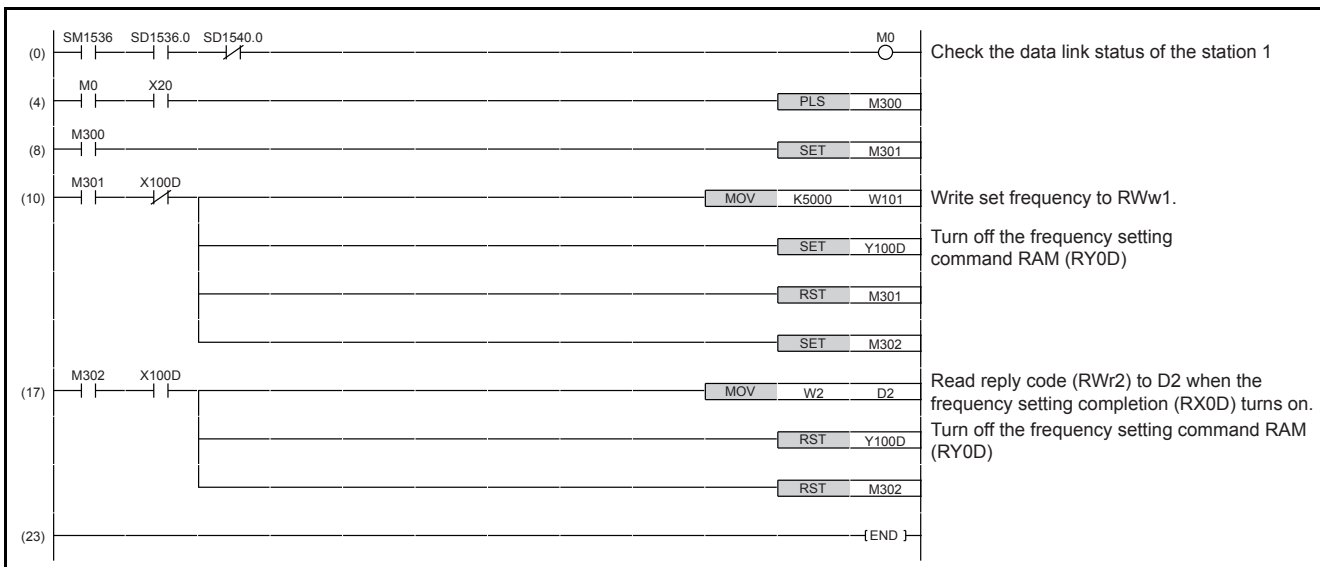 SM1536 SD1536.0 SD1540.0 M0
(0) Check the data link status of the station 1
M0 X20
(4) PLS M300
M300
(8) SET M301
M301 X100D
(10) MOV K5000 W101 Write set frequency to RWw1.
SET Y100D Turn off the frequency setting
command RAM (RY0D)
RST M301
SET M302
M302 X100D
(17) MOV W2 D2 Read reply code (RWr2) to D2 when the
frequency setting completion (RX0D) turns on.
RST Y100D Turn off the frequency setting command RAM
(RY0D)
RST M302
(23) END